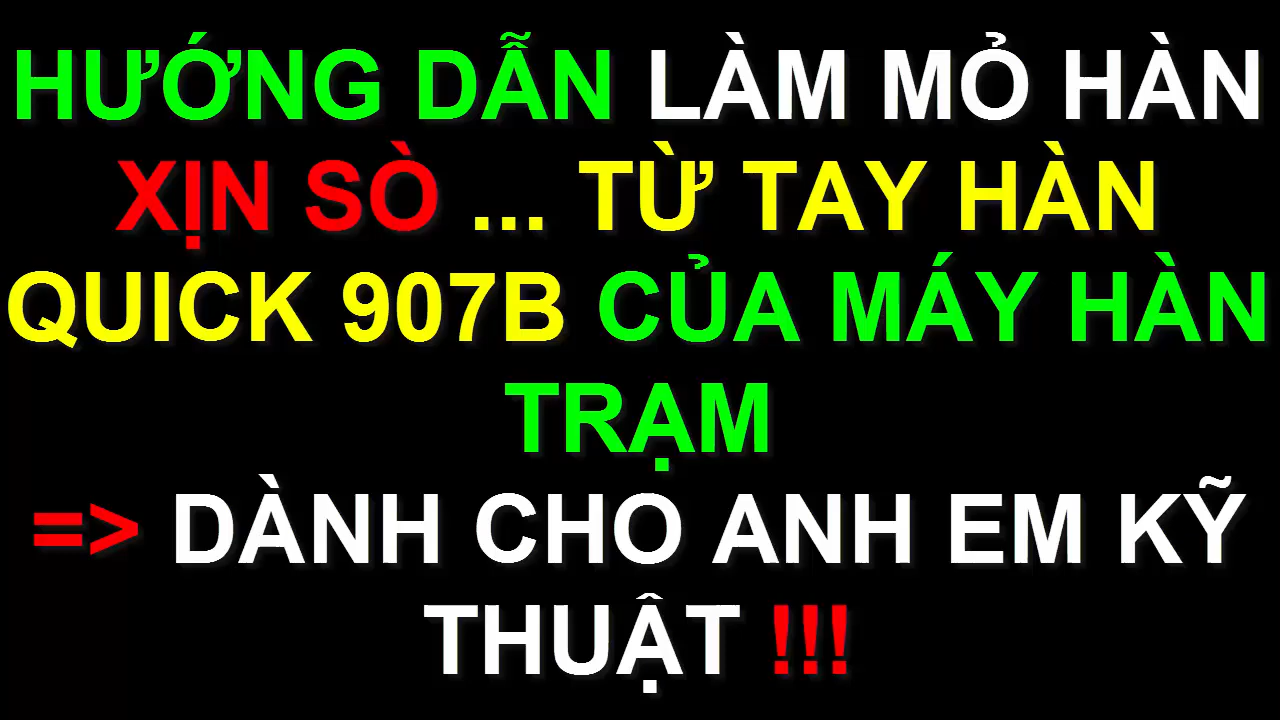 HƯỚNG DẪN LÀM MỎ HÀN
XỊN SÒ ... TỪ TAY HÀN
QUICK 907B CỦA MÁY HÀN
TRẠM
=> DÀNH CHO ANH EM KỸ
THUẬT !!!